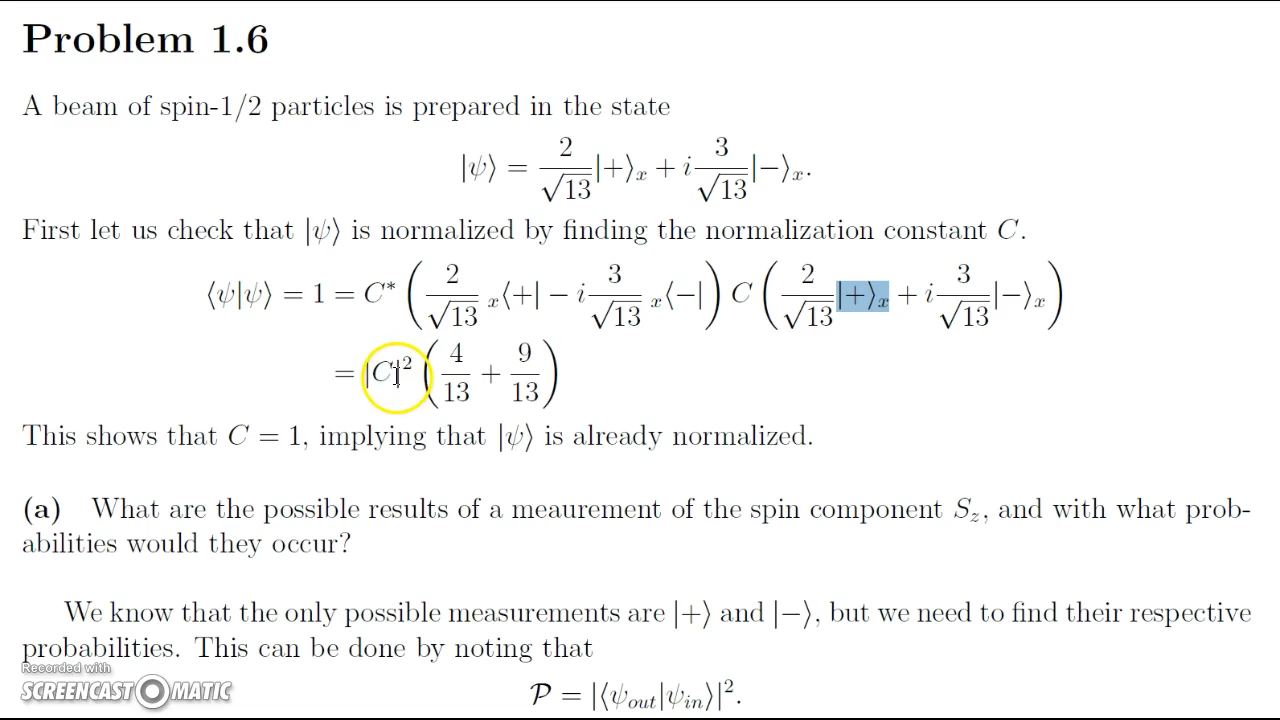 Problem 1.6
A beam of spin-1/2 particles is prepared in the state
|ψ⟩ = 2/√13 |+⟩ₓ + i 3/√13 |−⟩ₓ.
First let us check that |ψ⟩ is normalized by finding the normalization constant C.
⟨ψ|ψ⟩ = 1 = C* ( 2/√13 ₓ⟨+| − i 3/√13 ₓ⟨−| ) C ( 2/√13 |+⟩ₓ + i 3/√13 |−⟩ₓ )
= |C|² ( 4/13 + 9/13 )
This shows that C = 1, implying that |ψ⟩ is already normalized.
(a) What are the possible results of a meaurement of the spin component S_z, and with what prob-
abilities would they occur?
We know that the only possible measurements are |+⟩ and |−⟩, but we need to find their respective
probabilities. This can be done by noting that
Recorded with
SCREENCAST MATIC
𝒫 = |⟨ψ_out|ψ_in⟩|².